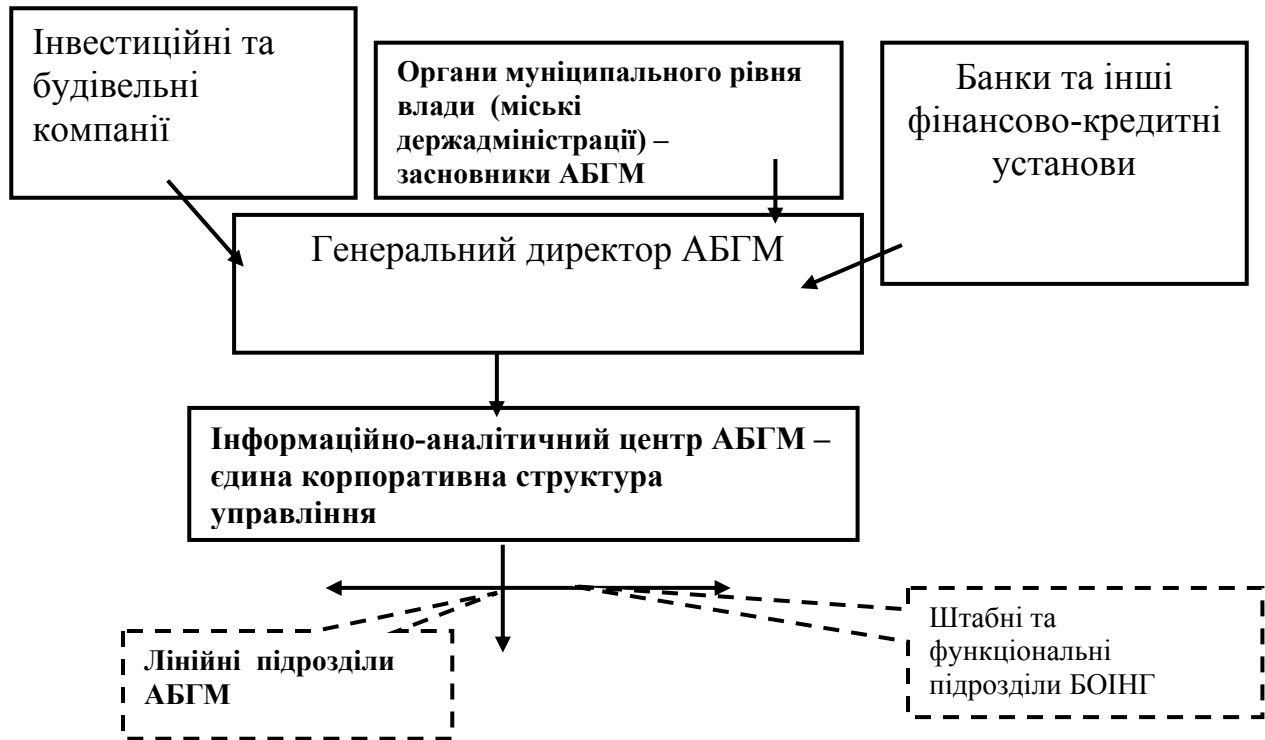 Інвестиційні та
будівельні
компанії
Органи муніципального рівня
влади (міські
держадміністрації) –
засновники АБГМ
Банки та інші
фінансово-кредитні
установи
Генеральний директор АБГМ
Інформаційно-аналітичний центр АБГМ –
єдина корпоративна структура
управління
Лінійні підрозділи
АБГМ
Штабні та
функціональні
підрозділи БОІНГ